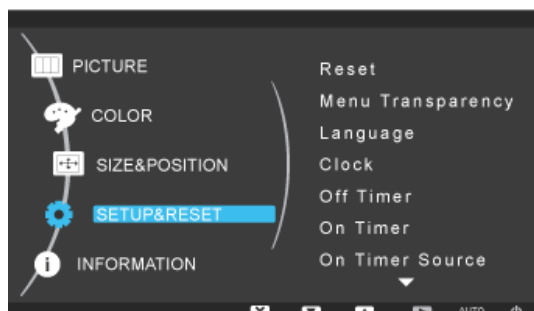 PICTURE
COLOR
SIZE&POSITION
SETUP&RESET
INFORMATION
Reset
Menu Transparency
Language
Clock
Off Timer
On Timer
On Timer Source
AUTO